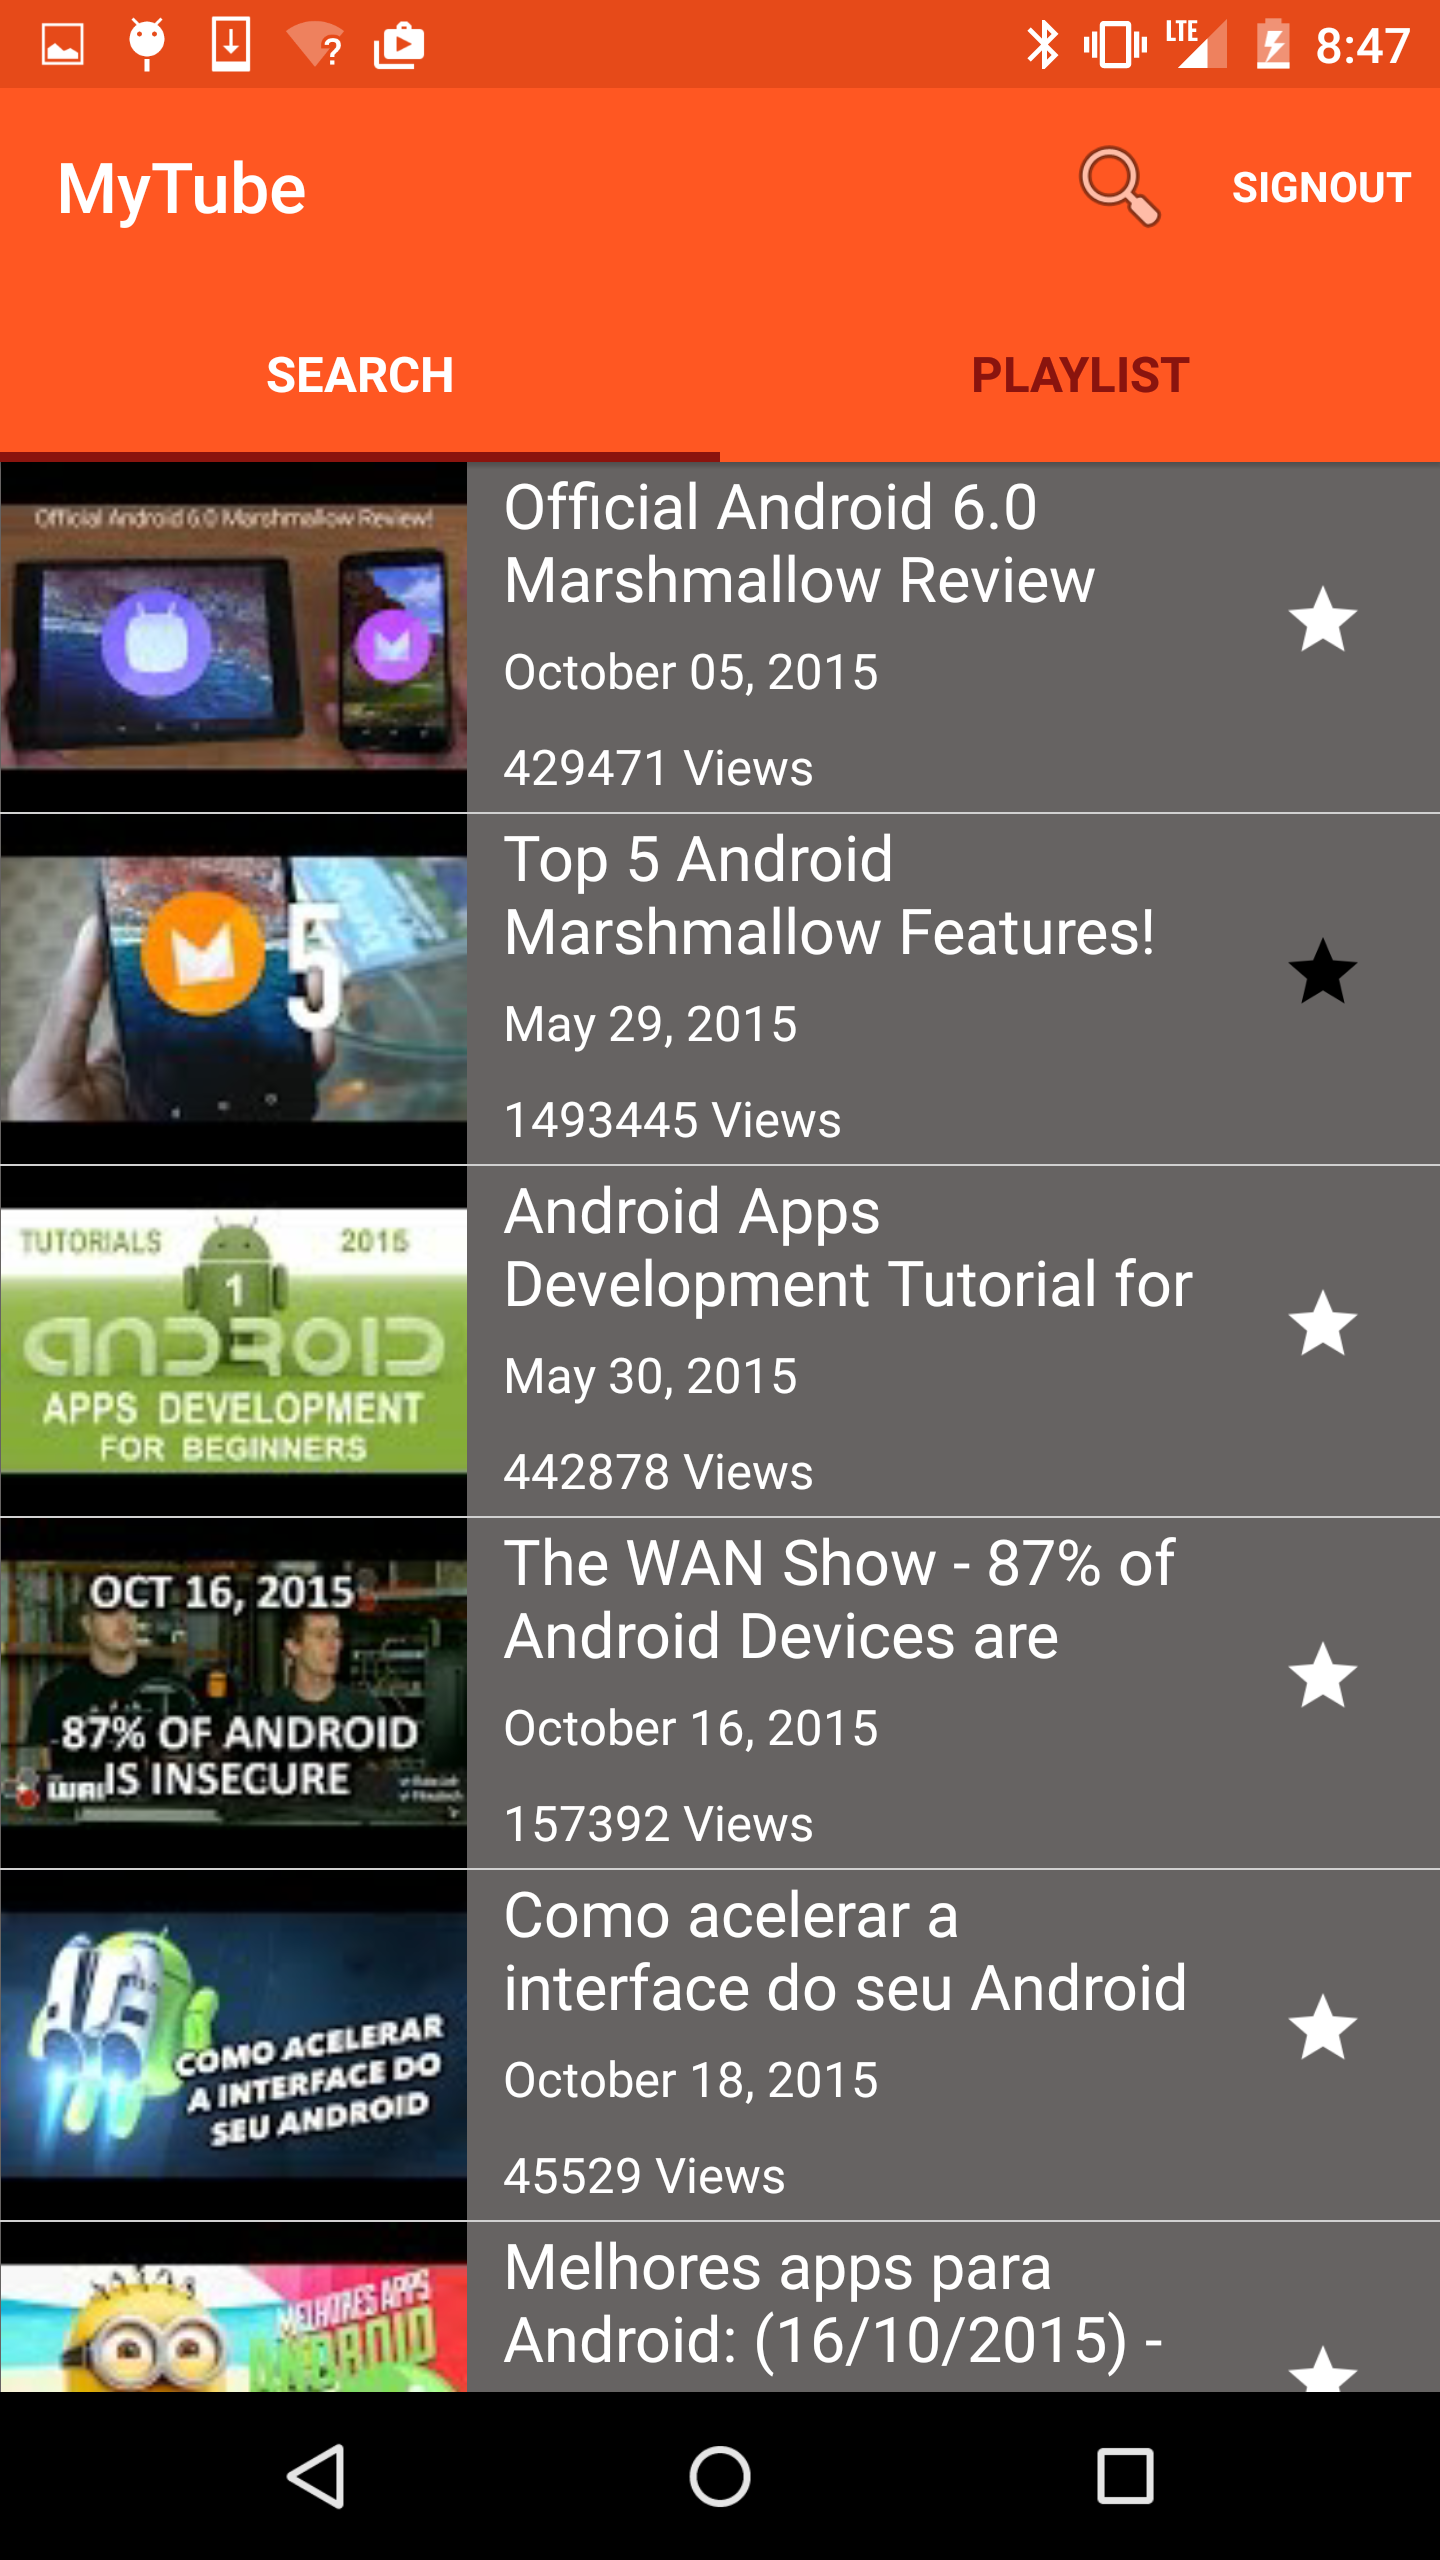 LTE 8:47
MyTube SIGNOUT
SEARCH PLAYLIST
Official Android 6.0 Marshmallow Review!
Official Android 6.0
Marshmallow Review
October 05, 2015
429471 Views
5
Top 5 Android
Marshmallow Features!
May 29, 2015
1493445 Views
TUTORIALS 2015
1
ANDROID
APPS DEVELOPMENT
FOR BEGINNERS
Android Apps
Development Tutorial for
May 30, 2015
442878 Views
OCT 16, 2015
87% OF ANDROID
IS INSECURE
The WAN Show - 87% of
Android Devices are
October 16, 2015
157392 Views
COMO ACELERAR
A INTERFACE DO
SEU ANDROID
Como acelerar a
interface do seu Android
October 18, 2015
45529 Views
MELHORES APPS
ANDROID
Melhores apps para
Android: (16/10/2015) -